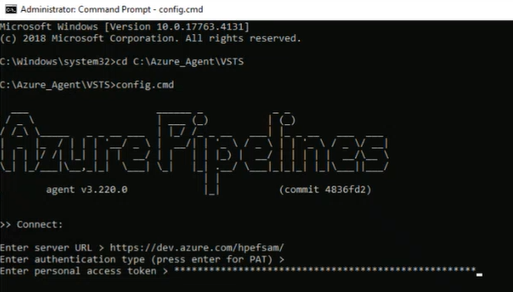 Administrator: Command Prompt - config.cmd
Microsoft Windows [Version 10.0.17763.4131]
(c) 2018 Microsoft Corporation. All rights reserved.
C:\Windows\system32>cd C:\Azure_Agent\VSTS
C:\Azure_Agent\VSTS>config.cmd
Azure Pipelines
agent v3.220.0 (commit 4836fd2)
>> Connect:
Enter server URL > https://dev.azure.com/hpefsam/
Enter authentication type (press enter for PAT) >
Enter personal access token > ****************************************************